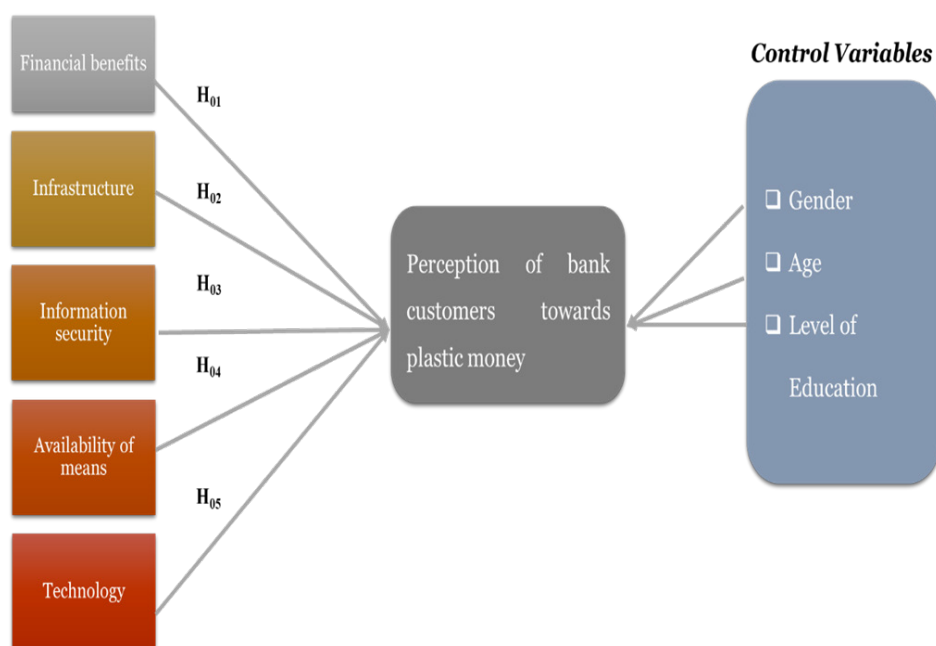 Financial benefits
H01
Infrastructure
H02
Information
security
H03
Availability of
means
H04
Technology
H05
Perception of bank
customers towards
plastic money
Control Variables
❑ Gender
❑ Age
❑ Level of
Education